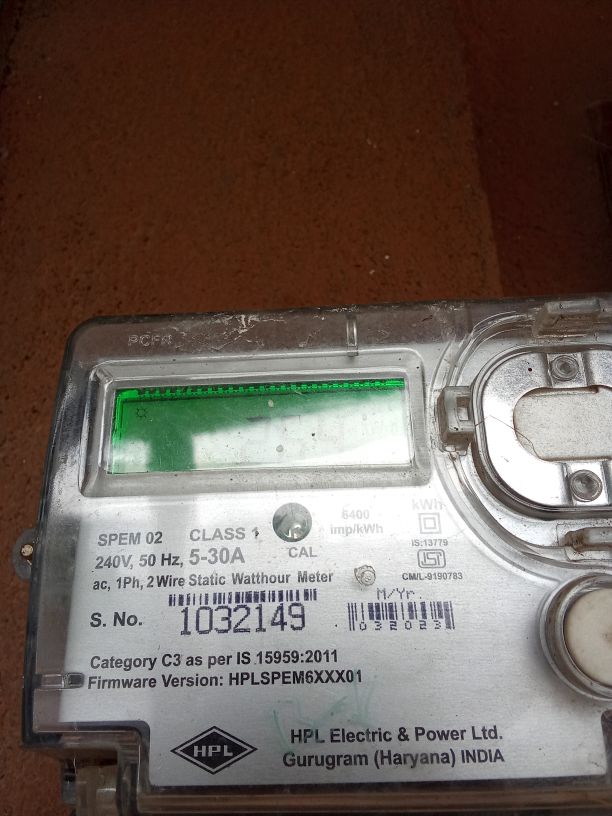 PCFR
SPEM 02 CLASS 1
240V, 50 Hz, 5-30A
CAL
6400
imp/kWh
kWh
IS:13779
ISI
CM/L-9190783
ac, 1Ph, 2 Wire Static Watthour Meter
S. No. 1032149
M/Yr.
032023
Category C3 as per IS 15959:2011
Firmware Version: HPLSPEM6XXX01
HPL
HPL Electric & Power Ltd.
Gurugram (Haryana) INDIA